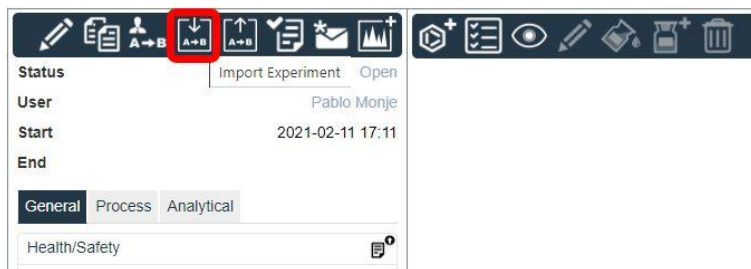 A→B A→B A→B
Status Import Experiment Open
User Pablo Monje
Start 2021-02-11 17:11
End
General Process Analytical
Health/Safety